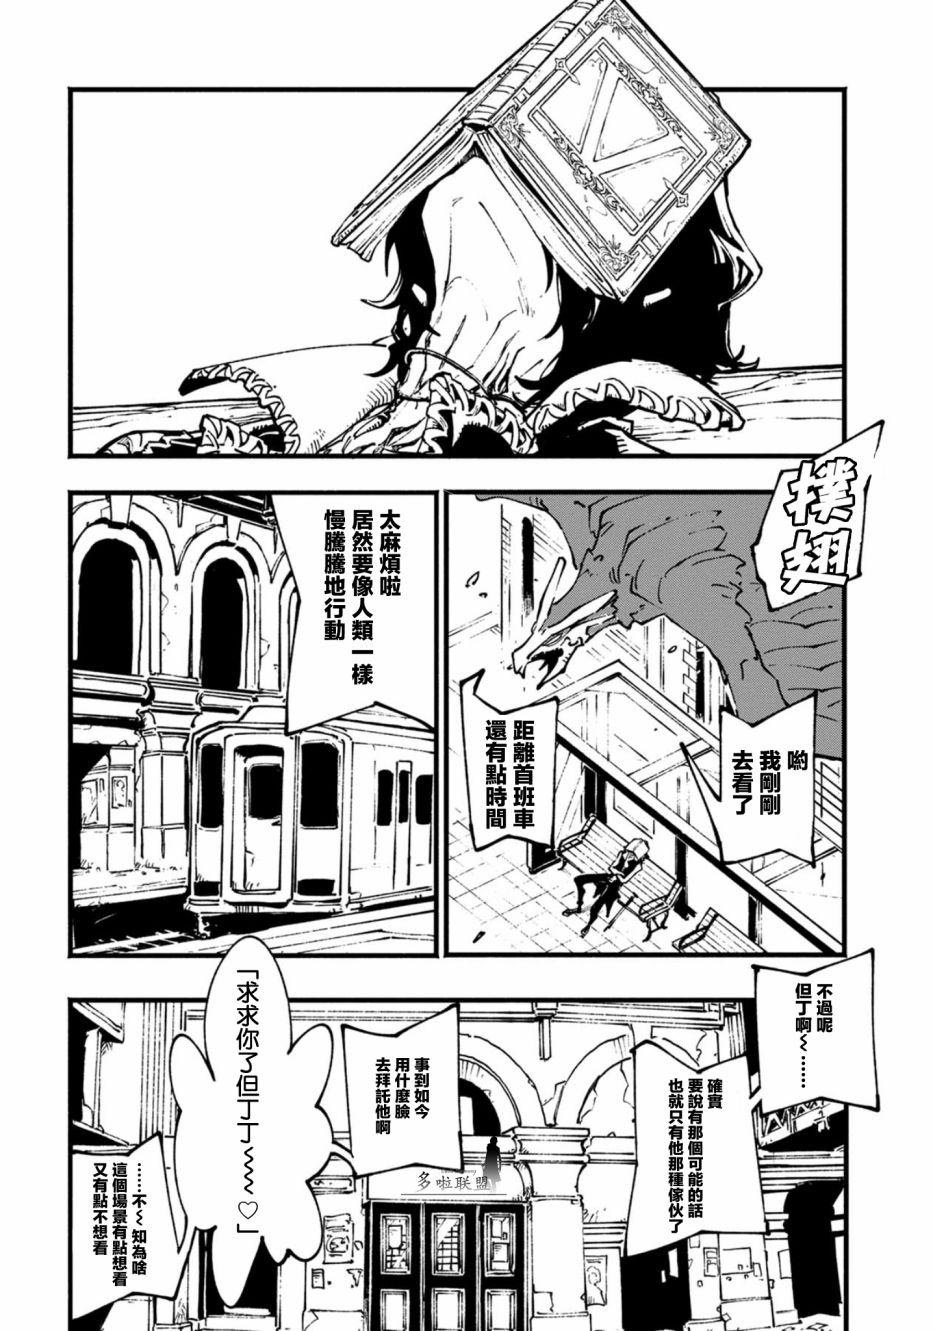 撲翅
喲
我剛剛
去看了
距離首班車
還有點時間
太麻煩啦
居然要像人類一樣
慢騰騰地行動
不過呢
但丁啊～……
確實
要說有那個可能的話
也就只有他那種傢伙了
事到如今
用什麼臉
去拜託他啊
「求求你了但丁～～♡」
……不～知為啥
這個場景有點想看
又有點不想看
多啦联盟